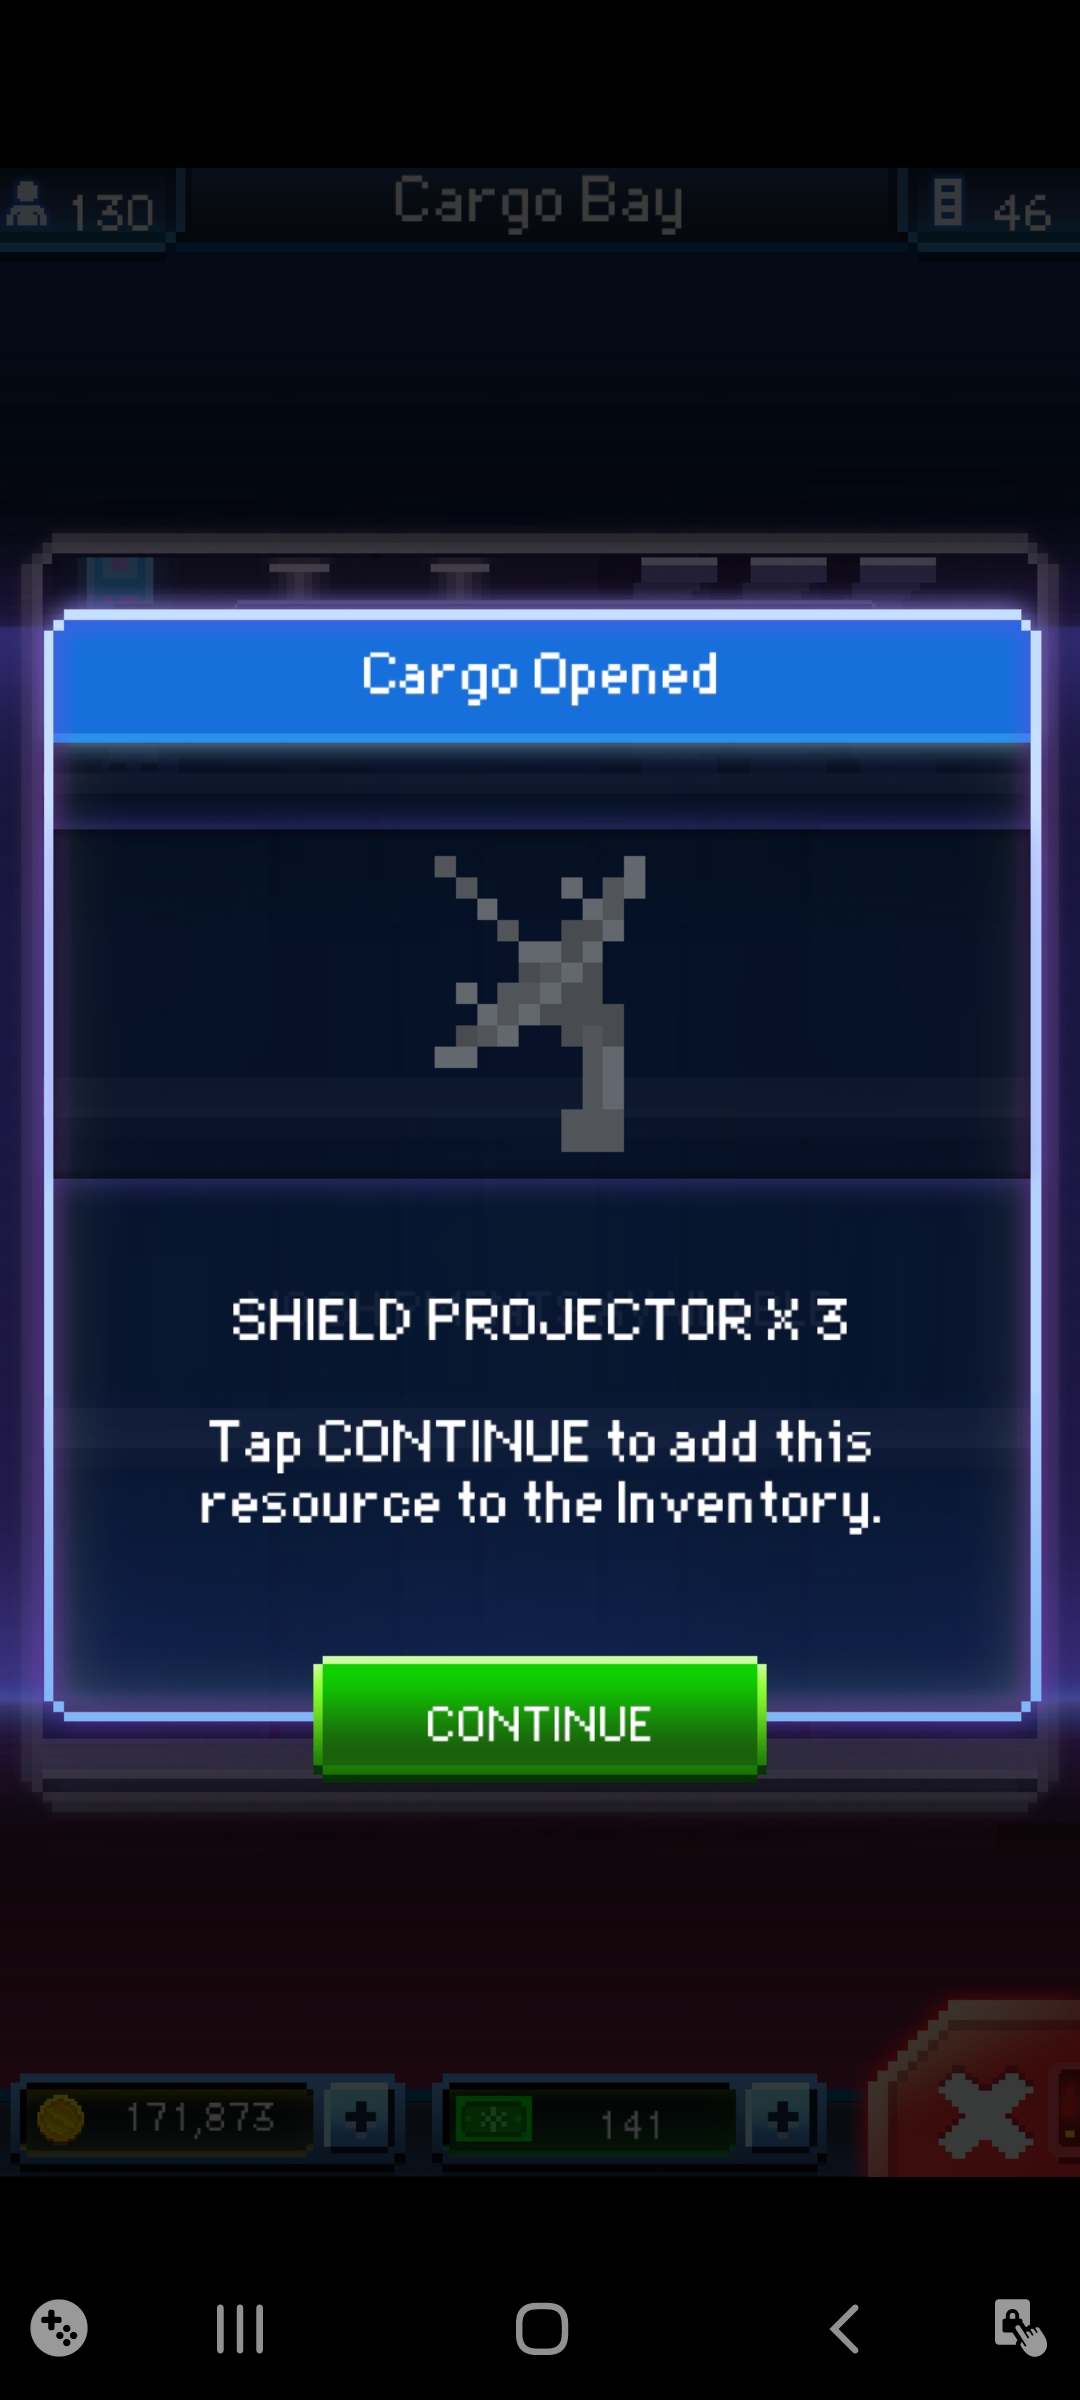 130
Cargo Bay
46
Cargo Opened
SHIELD PROJECTOR X 3
Tap CONTINUE to add this
resource to the Inventory.
CONTINUE
171,873
141